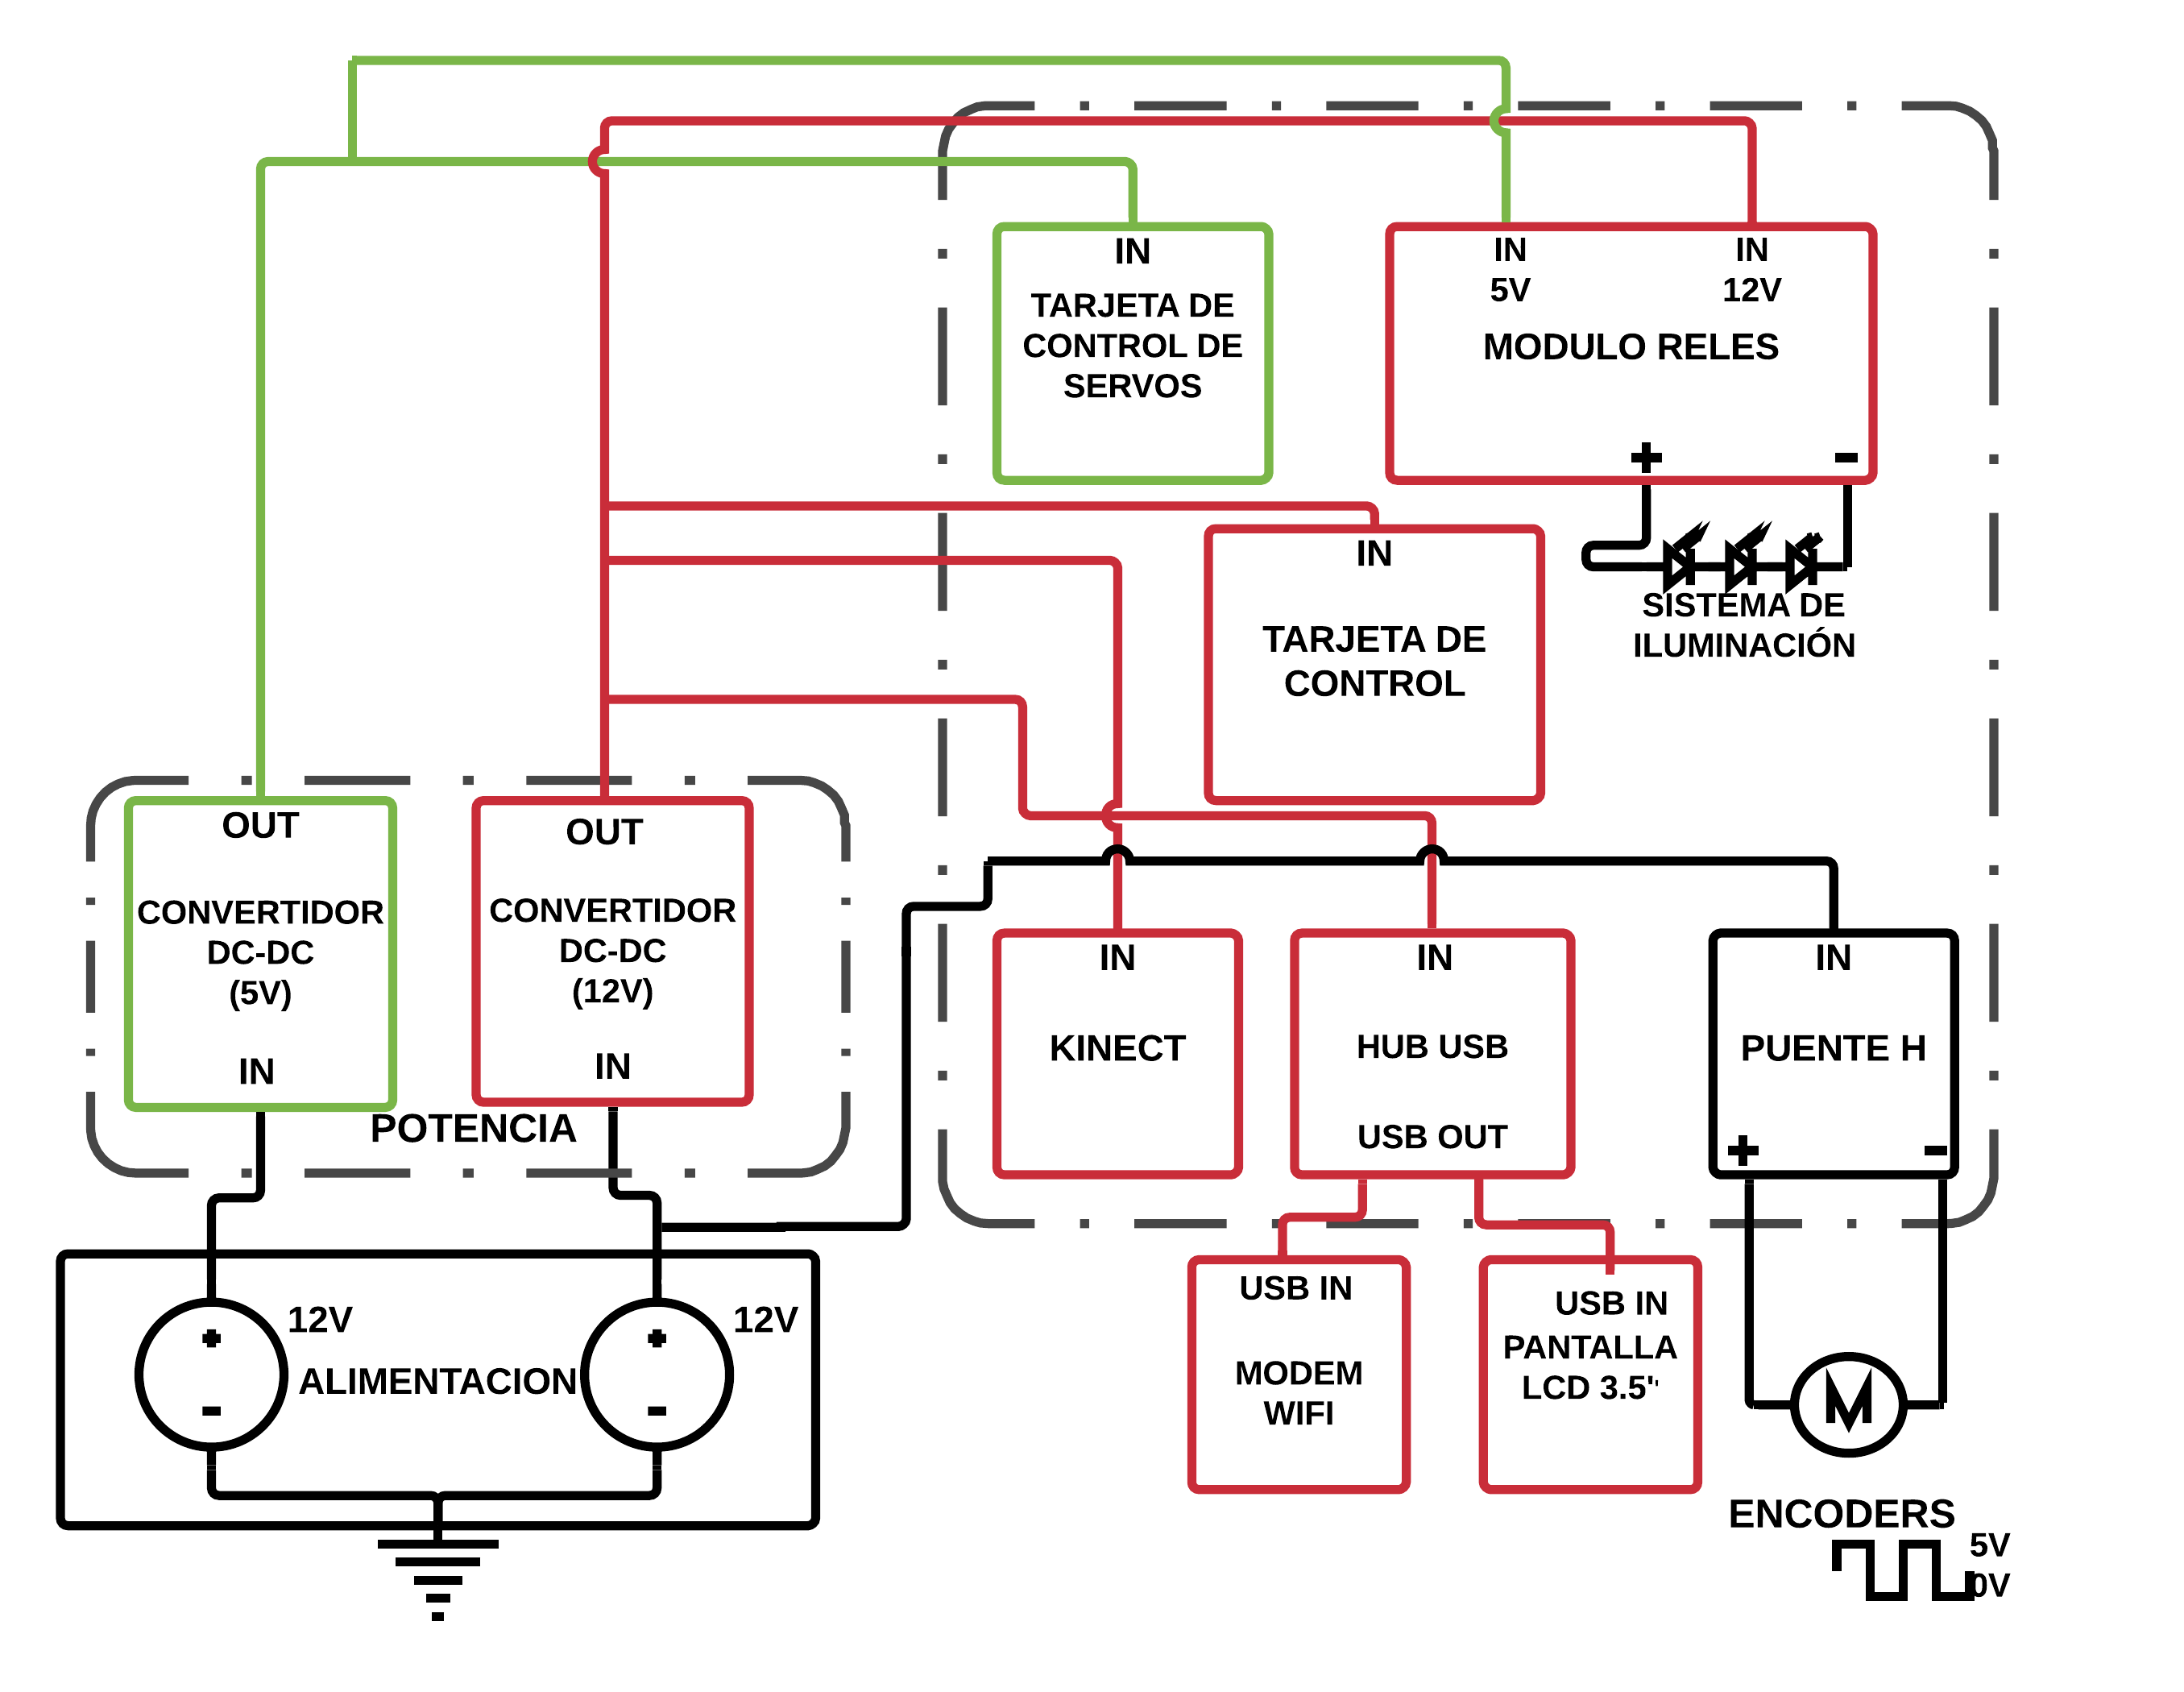 IN
TARJETA DE
CONTROL DE
SERVOS
IN
5V
IN
12V
MODULO RELES
+
-
SISTEMA DE
ILUMINACIÓN
IN
TARJETA DE
CONTROL
OUT
CONVERTIDOR
DC-DC
(5V)
IN
OUT
CONVERTIDOR
DC-DC
(12V)
IN
POTENCIA
IN
KINECT
IN
HUB USB
USB OUT
IN
PUENTE H
+
-
12V
+
-
ALIMENTACION
12V
+
-
USB IN
MODEM
WIFI
USB IN
PANTALLA
LCD 3.5''
M
ENCODERS
5V
0V